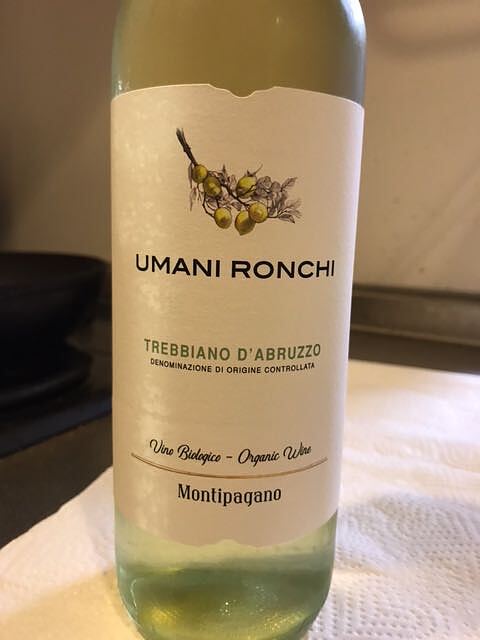 UMANI RONCHI
TREBBIANO D'ABRUZZO
DENOMINAZIONE DI ORIGINE CONTROLLATA
Vino Biologico – Organic Wine
Montipagano